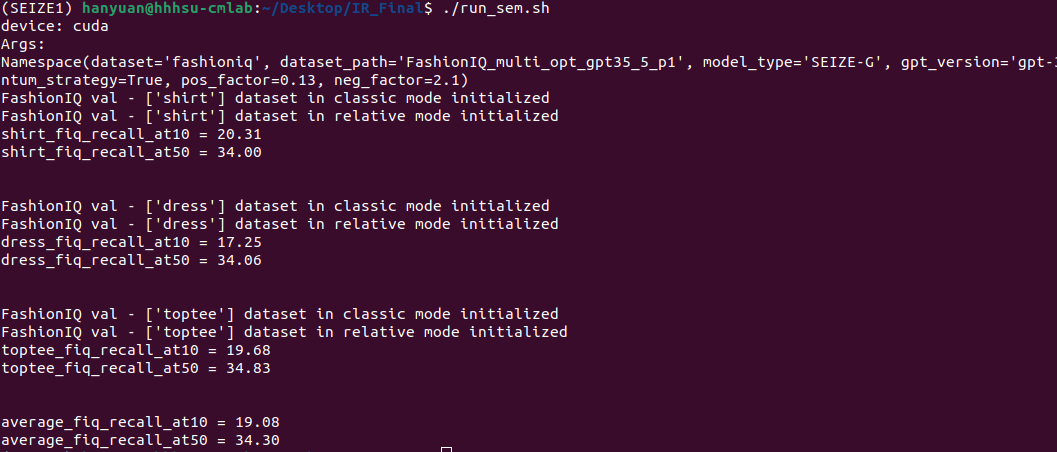 (SEIZE1) hanyuan@hhhsu-cmlab:~/Desktop/IR_Final$ ./run_sem.sh
device: cuda
Args:
Namespace(dataset='fashioniq', dataset_path='FashionIQ_multi_opt_gpt35_5_p1', model_type='SEIZE-G', gpt_version='gpt-3
ntum_strategy=True, pos_factor=0.13, neg_factor=2.1)
FashionIQ val - ['shirt'] dataset in classic mode initialized
FashionIQ val - ['shirt'] dataset in relative mode initialized
shirt_fiq_recall_at10 = 20.31
shirt_fiq_recall_at50 = 34.00
FashionIQ val - ['dress'] dataset in classic mode initialized
FashionIQ val - ['dress'] dataset in relative mode initialized
dress_fiq_recall_at10 = 17.25
dress_fiq_recall_at50 = 34.06
FashionIQ val - ['toptee'] dataset in classic mode initialized
FashionIQ val - ['toptee'] dataset in relative mode initialized
toptee_fiq_recall_at10 = 19.68
toptee_fiq_recall_at50 = 34.83
average_fiq_recall_at10 = 19.08
average_fiq_recall_at50 = 34.30